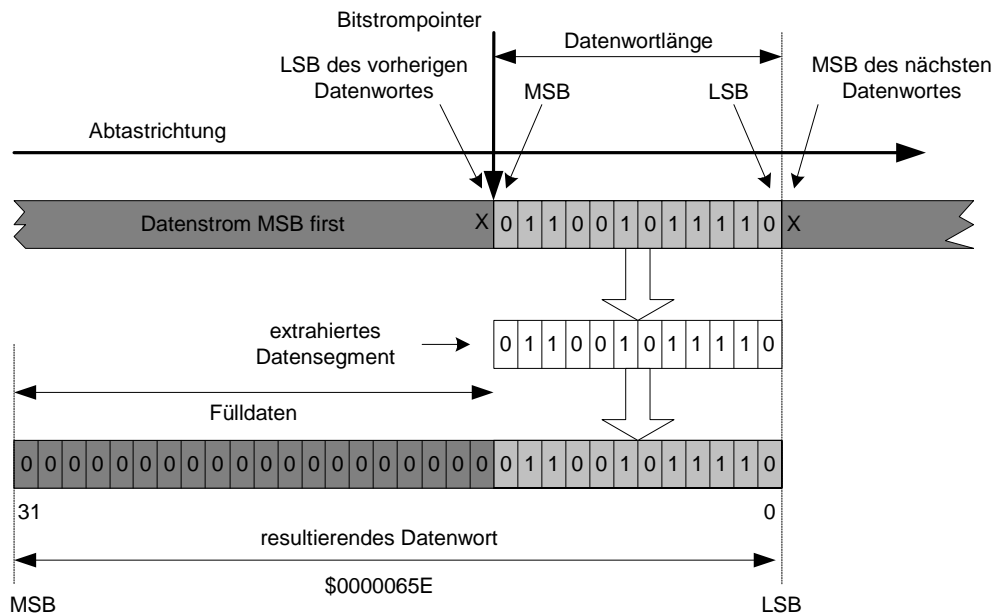 Bitstrompointer
Datenwortlänge
LSB des vorherigen
Datenwortes
MSB
LSB
MSB des nächsten
Datenwortes
Abtastrichtung
Datenstrom MSB first
X 0 1 1 0 0 1 0 1 1 1 1 0 X
extrahiertes
Datensegment
0 1 1 0 0 1 0 1 1 1 1 0
Fülldaten
0 0 0 0 0 0 0 0 0 0 0 0 0 0 0 0 0 0 0 0 0 1 1 0 0 1 0 1 1 1 1 0
31
0
resultierendes Datenwort
$0000065E
MSB
LSB